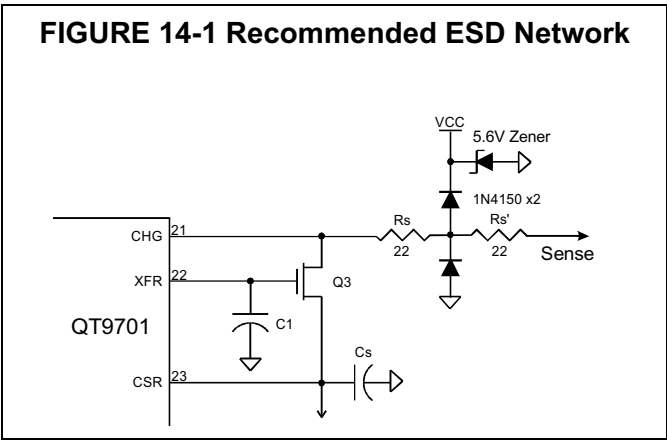 FIGURE 14-1 Recommended ESD Network
VCC
5.6V Zener
1N4150 x2
Rs
Rs'
CHG
21
22
22
Sense
XFR
22
Q3
QT9701
C1
Cs
CSR
23